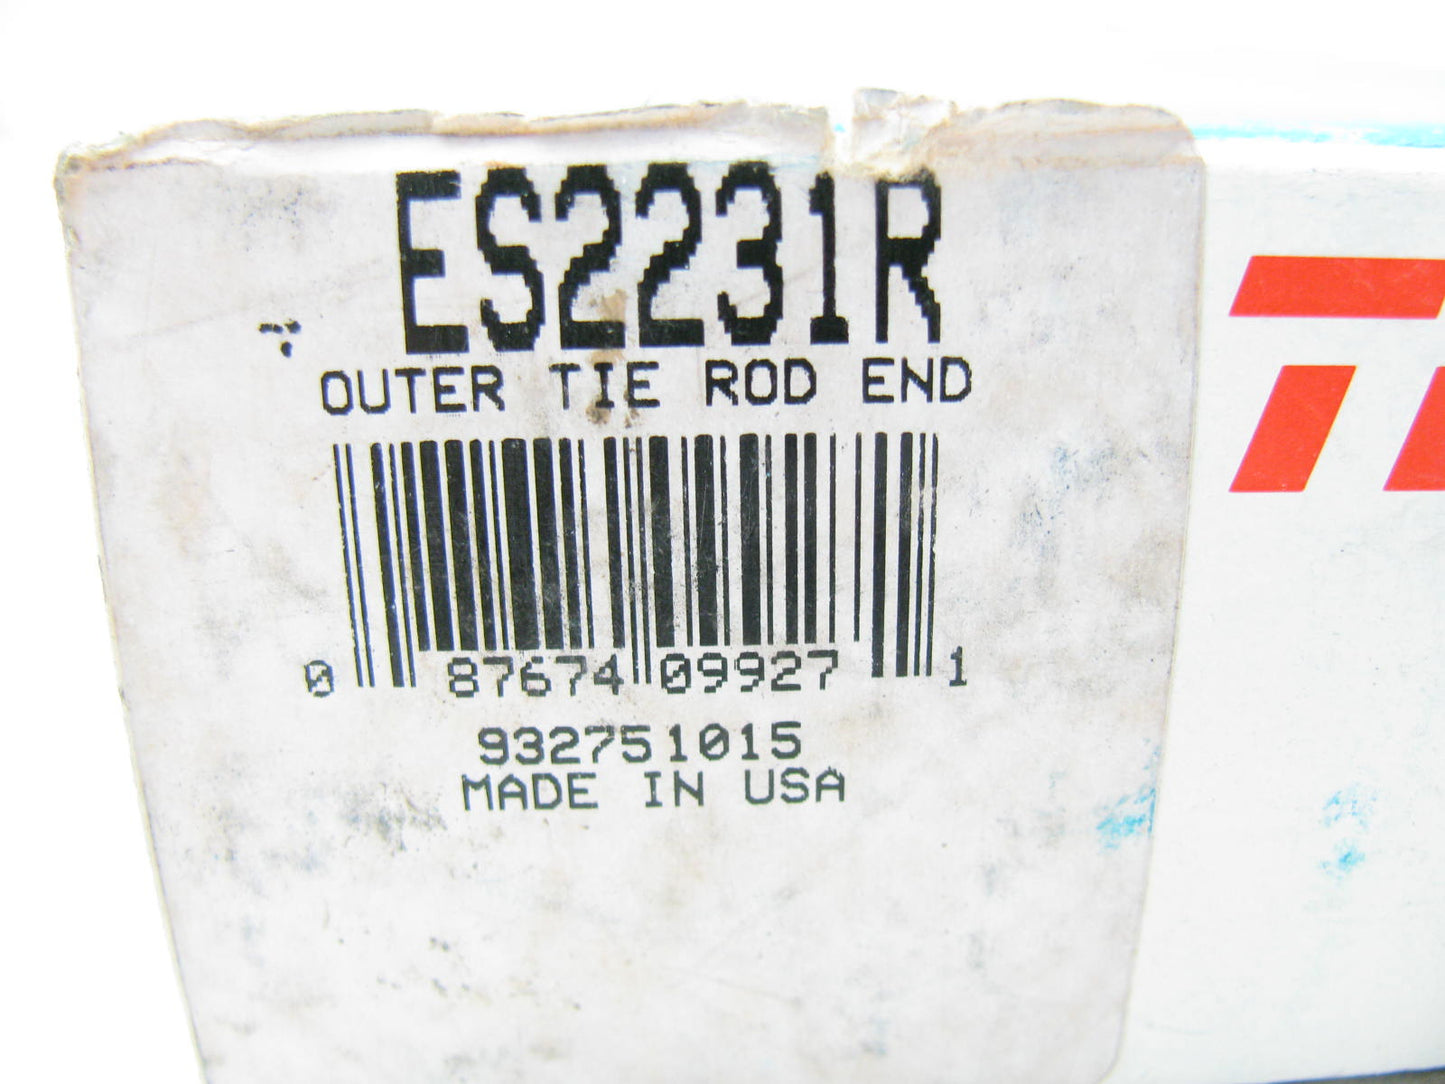 ES2231R
OUTER TIE ROD END
0 87674 09927 1
932751015
MADE IN USA